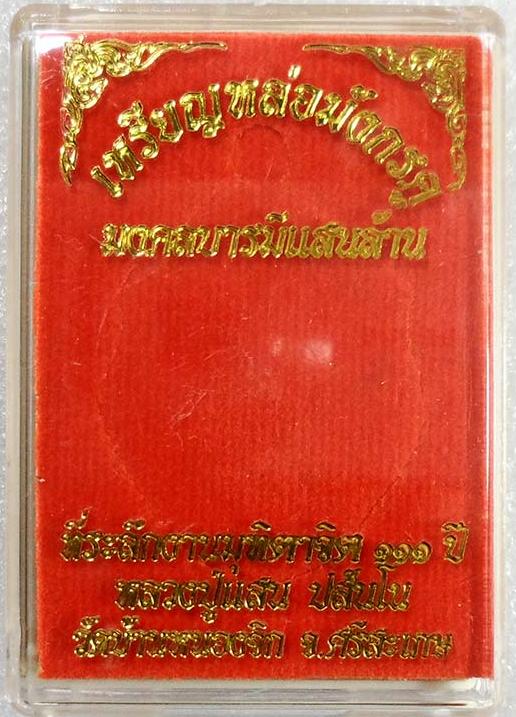 เหรียญหล่อมังกรคู่
มงคลบารมีแสนล้าน
ที่ระลึกงานมุทิตาจิต ๑๑๑ ปี
หลวงปู่แสน ปสันโน
วัดบ้านหนองจิก จ.ศรีสะเกษ